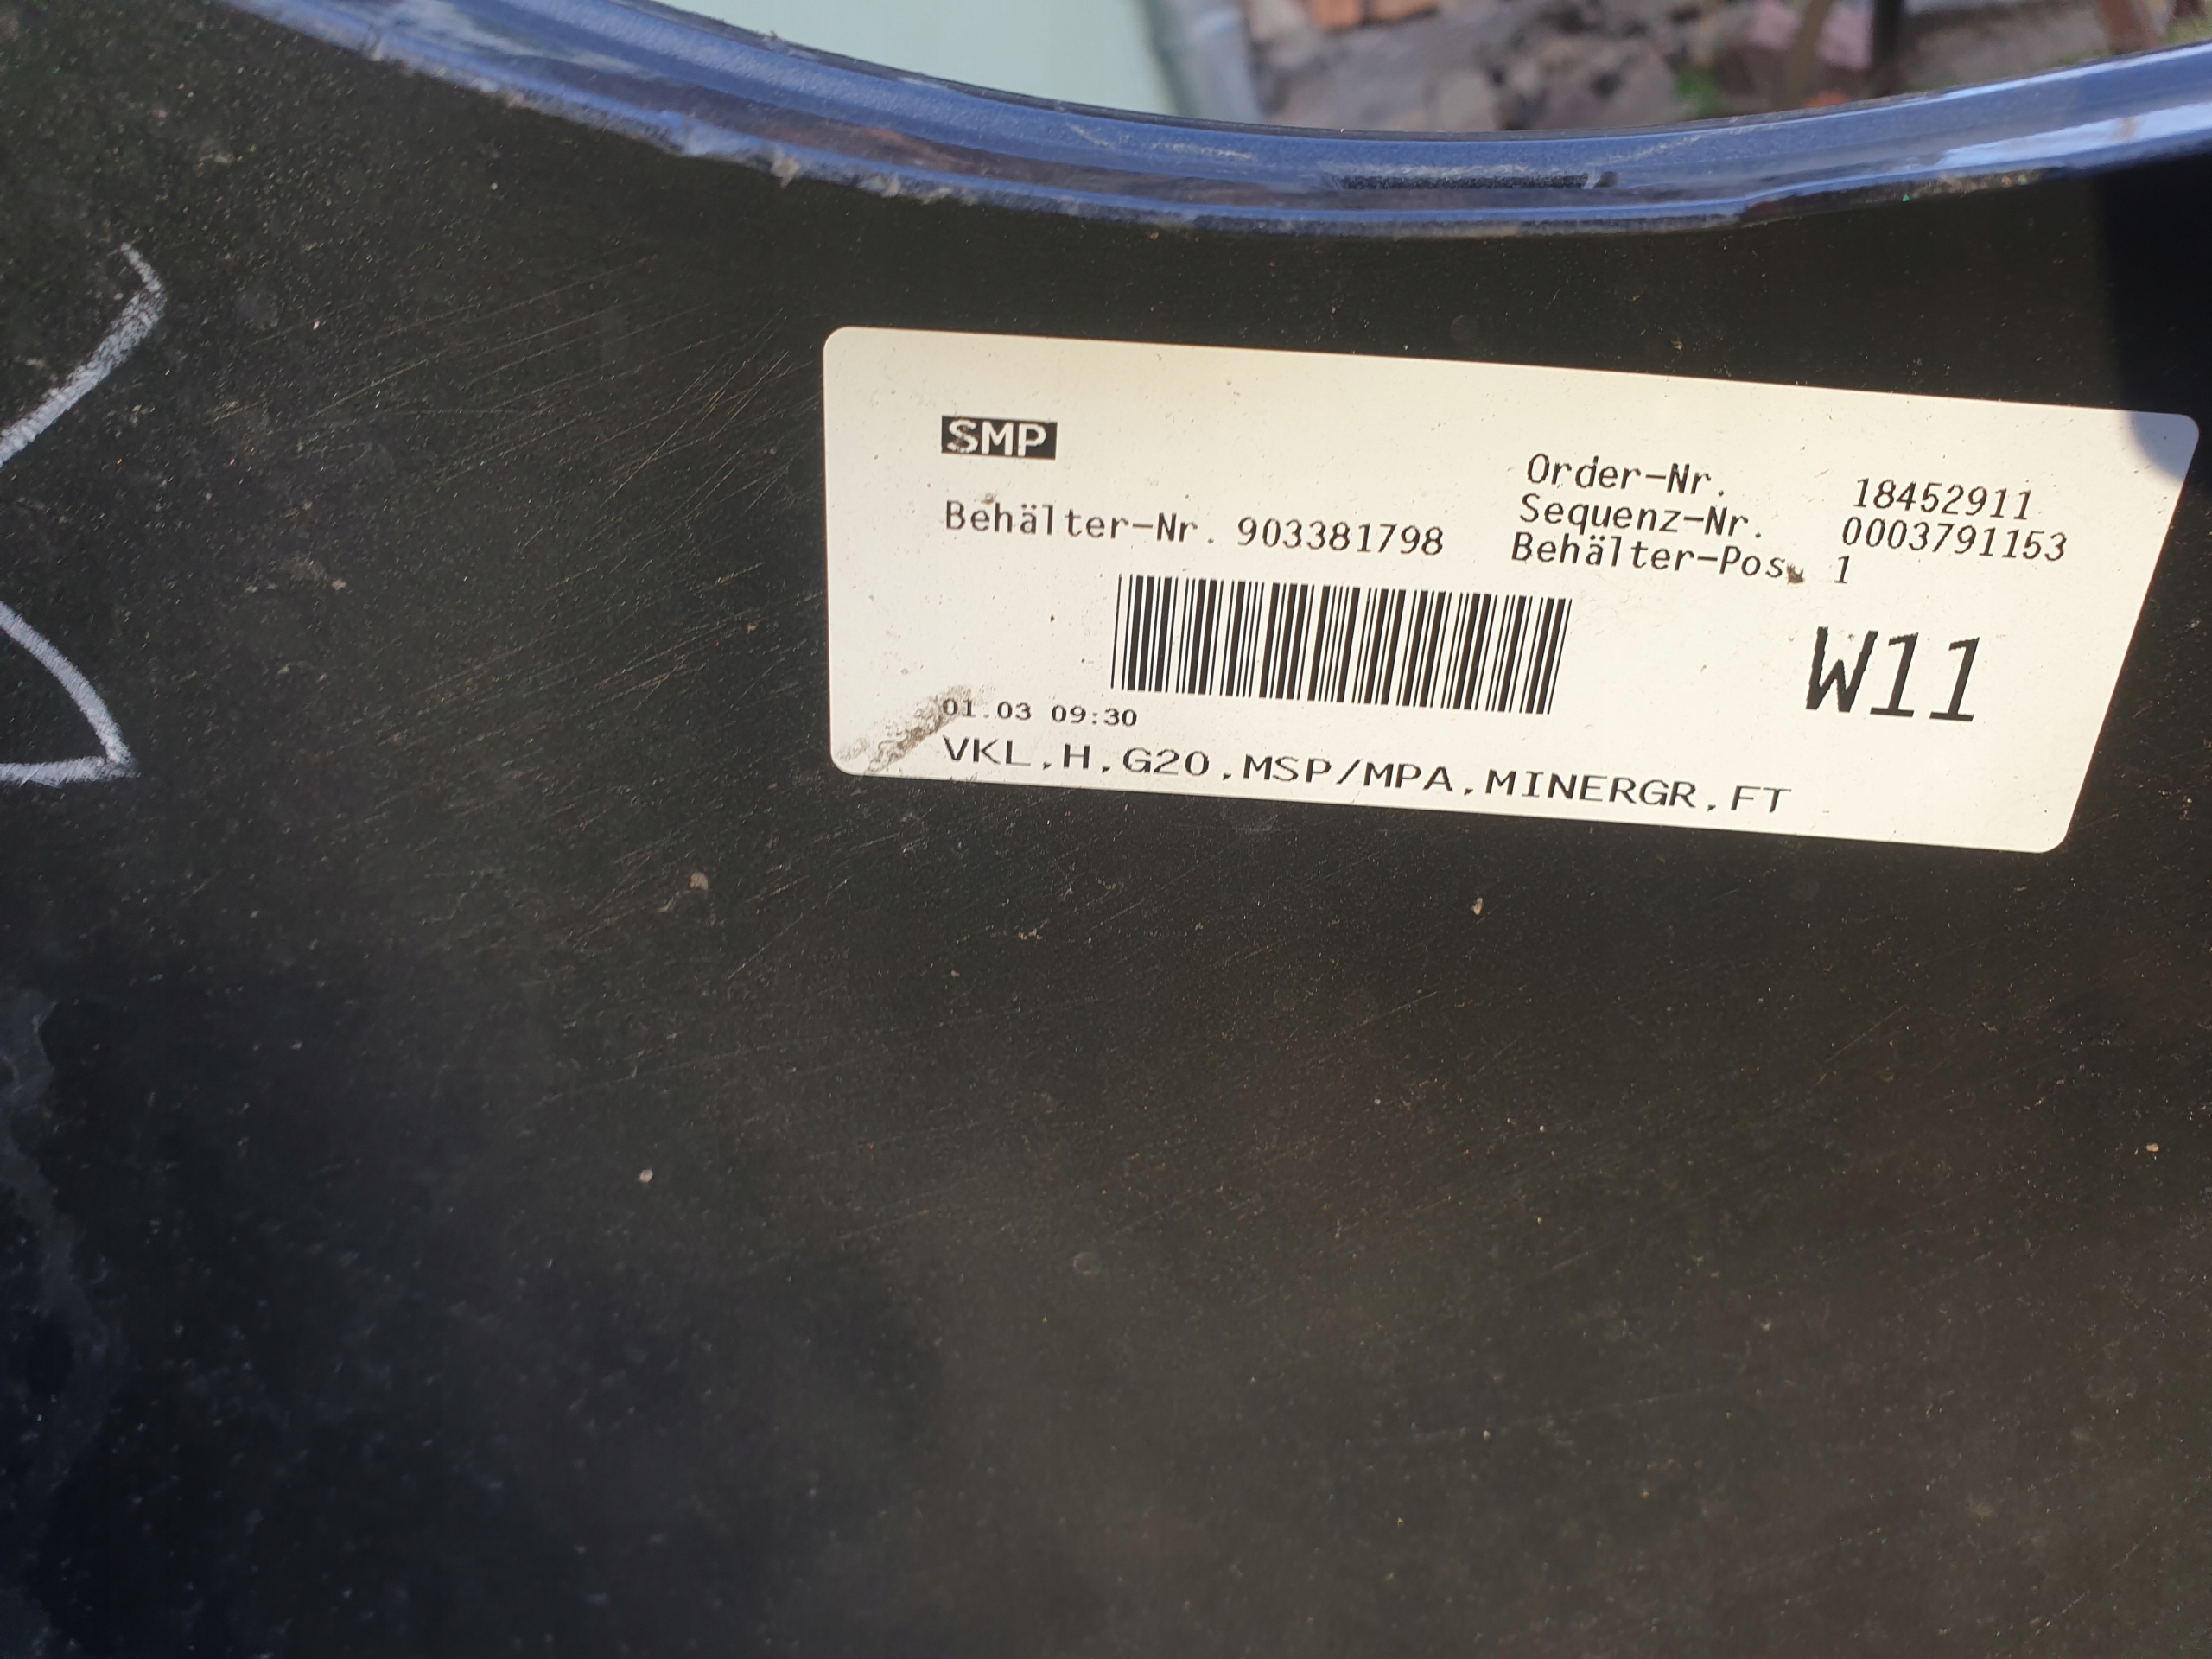 SMP
Order-Nr. 18452911
Behälter-Nr. 903381798 Sequenz-Nr. 0003791153
Behälter-Pos. 1
W11
01.03 09:30
VKL,H,G20,MSP/MPA,MINERGR,FT